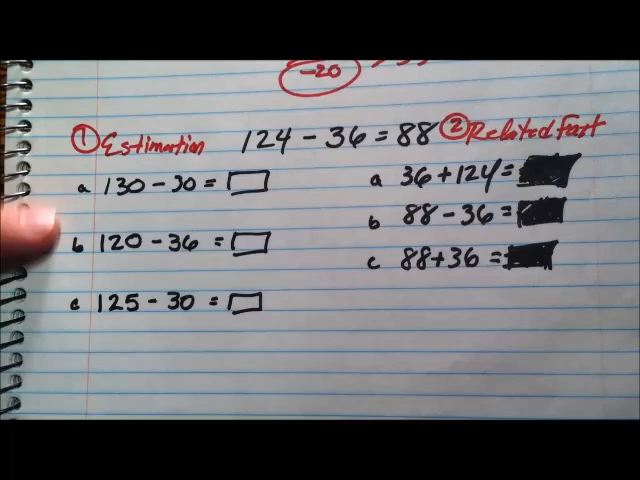 -20
① Estimation 124 - 36 = 88 ② Related Fact
a 130 - 30 = a 36 + 124 =
b 120 - 36 = b 88 - 36 =
c 125 - 30 = c 88 + 36 =